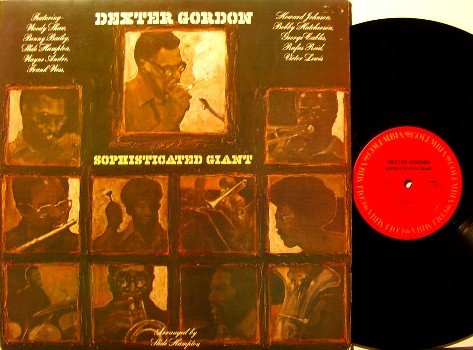 DEXTER GORDON
Featuring
Woody Shaw,
Benny Bailey,
Slide Hampton,
Wayne Andre,
Frank Wess,
Howard Johnson,
Bobby Hutcherson,
George Cables,
Rufus Reid,
Victor Lewis
SOPHISTICATED GIANT
Arranged by
Slide Hampton
COLUMBIA
DEXTER GORDON
SOPHISTICATED GIANT